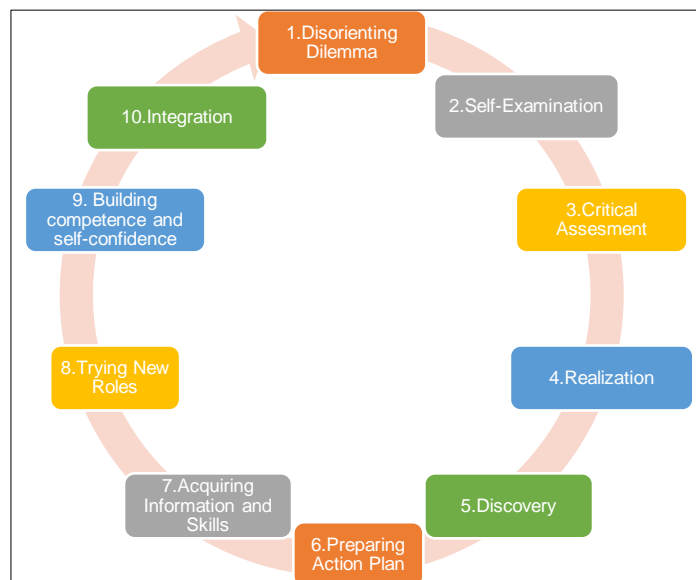 1.Disorienting
Dilemma
2.Self-Examination
3.Critical
Assesment
4.Realization
5.Discovery
6.Preparing
Action Plan
7.Acquiring
Information and
Skills
8.Trying New
Roles
9. Building
competence and
self-confidence
10.Integration